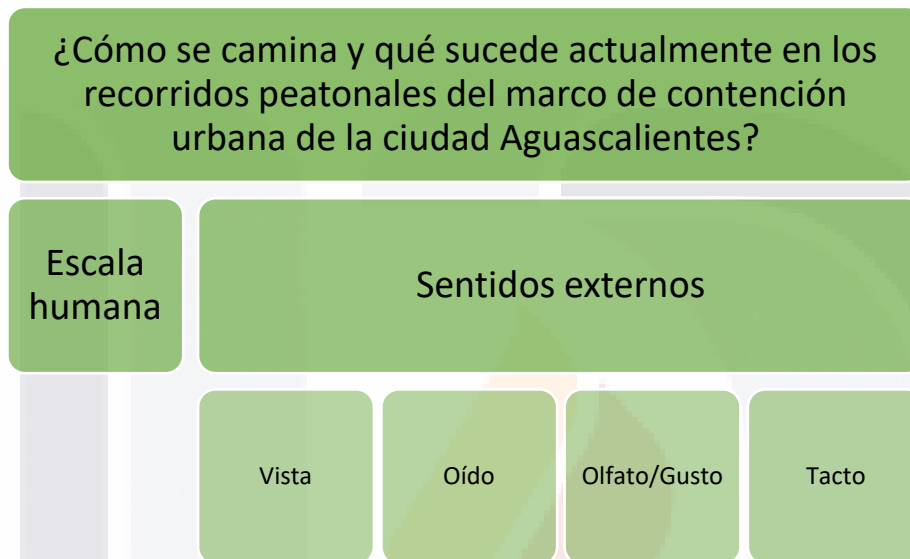 ¿Cómo se camina y qué sucede actualmente en los
recorridos peatonales del marco de contención
urbana de la ciudad Aguascalientes?
Escala
humana
Sentidos externos
Vista
Oído
Olfato/Gusto
Tacto